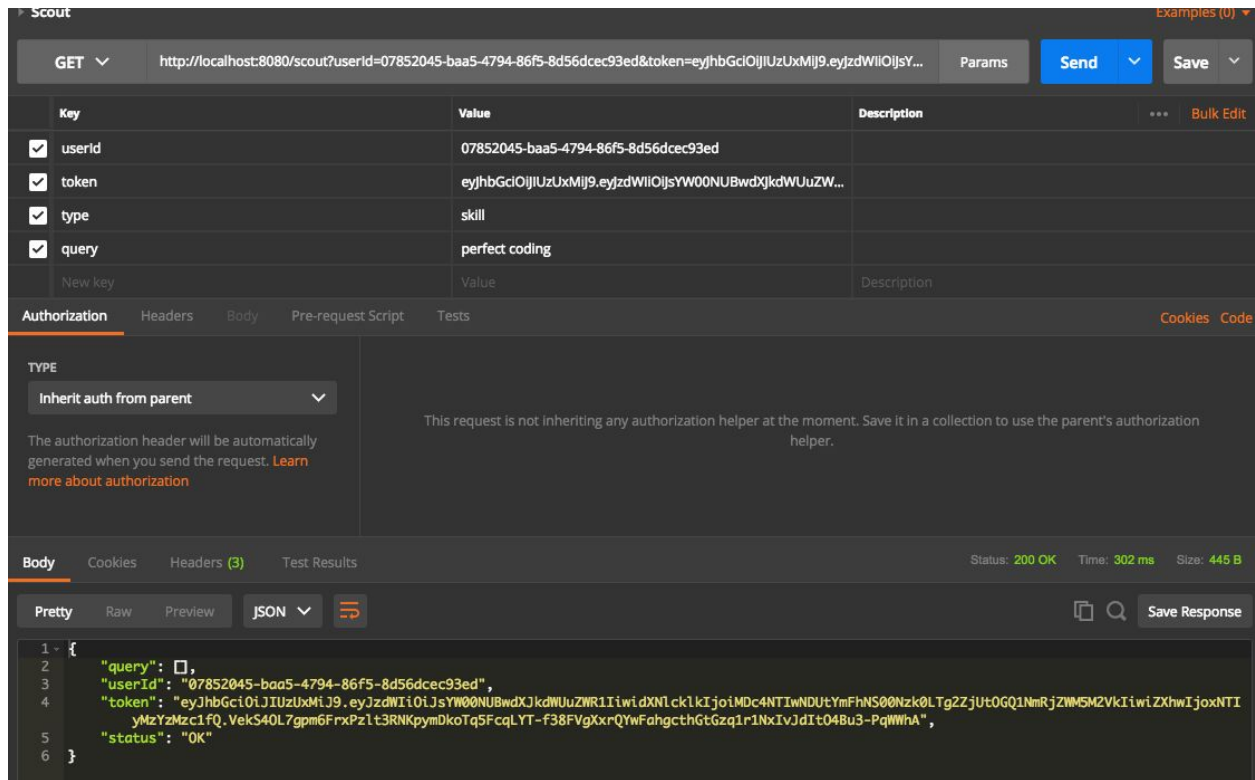 Scout
Examples (0)
GET
http://localhost:8080/scout?userId=07852045-baa5-4794-86f5-8d56dcec93ed&token=eyJhbGciOiJIUzUxMiJ9.eyJzdWIiOiJsY...
Params
Send
Save
Key
Value
Description
Bulk Edit
userId
07852045-baa5-4794-86f5-8d56dcec93ed
token
eyJhbGciOiJIUzUxMiJ9.eyJzdWIiOiJsYW00NUBwdXJkdWUuZW...
type
skill
query
perfect coding
New key
Value
Description
Authorization
Headers
Body
Pre-request Script
Tests
Cookies
Code
TYPE
Inherit auth from parent
The authorization header will be automatically
generated when you send the request. Learn
more about authorization
This request is not inheriting any authorization helper at the moment. Save it in a collection to use the parent's authorization
helper.
Body
Cookies
Headers (3)
Test Results
Status: 200 OK
Time: 302 ms
Size: 445 B
Pretty
Raw
Preview
JSON
Save Response
1 {
2 "query": [],
3 "userId": "07852045-baa5-4794-86f5-8d56dcec93ed",
4 "token": "eyJhbGciOiJIUzUxMiJ9.eyJzdWIiOiJsYW00NUBwdXJkdWUuZWR1IiwidXNlcklkIjoiMDc4NTIwNDUtYmFhNS00Nzk0LTg2ZjUtOGQ1NmRjZWM5M2VkIiwiZXhwIjoxNTI
yMzYzMzc1fQ.VekS4OL7gpm6FrxPzlt3RNKpymDkoTq5FcqLYT-f38FVgXxrQYwFahgcthGtGzq1r1NxIvJdItO4Bu3-PqWWhA",
5 "status": "OK"
6 }